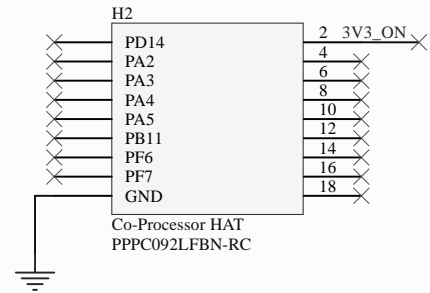 H2
PD14 2 3V3_ON
PA2 4
PA3 6
PA4 8
PA5 10
PB11 12
PF6 14
PF7 16
GND 18
Co-Processor HAT
PPPC092LFBN-RC